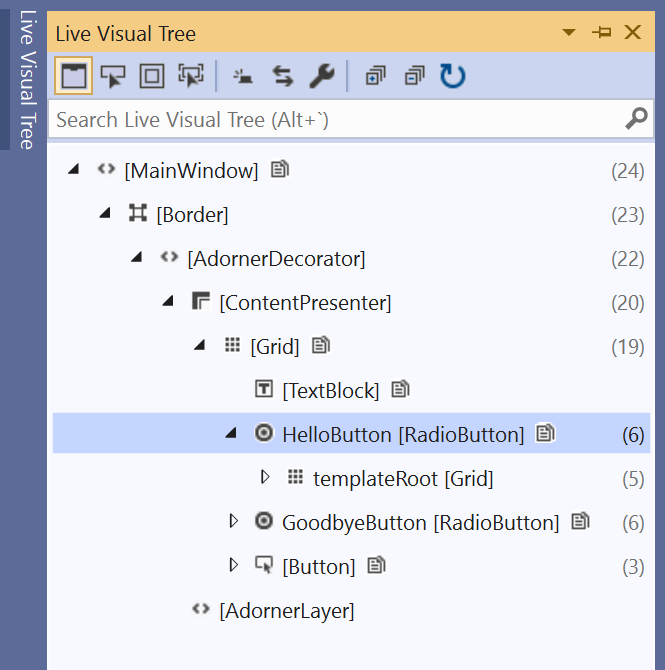 Live Visual Tree
Live Visual Tree
Search Live Visual Tree (Alt+`)
[MainWindow] (24)
[Border] (23)
[AdornerDecorator] (22)
[ContentPresenter] (20)
[Grid] (19)
[TextBlock]
HelloButton [RadioButton] (6)
templateRoot [Grid] (5)
GoodbyeButton [RadioButton] (6)
[Button] (3)
[AdornerLayer]